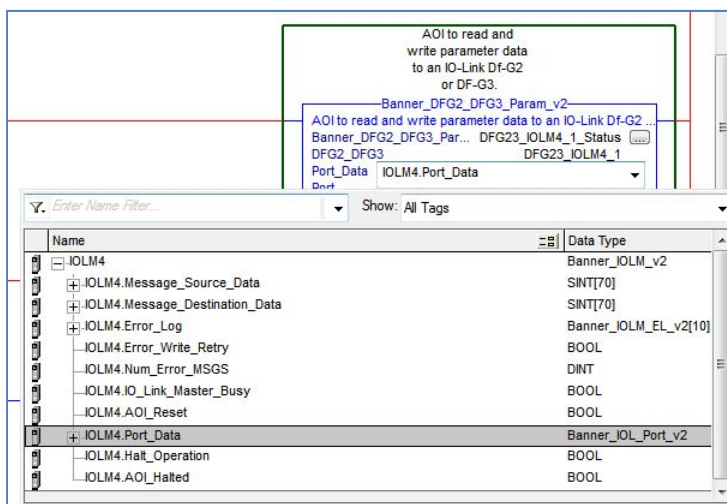 AOI to read and
write parameter data
to an IO-Link Df-G2
or DF-G3.
Banner_DFG2_DFG3_Param_v2
AOI to read and write parameter data to an IO-Link Df-G2 ...
Banner_DFG2_DFG3_Par... DFG23_IOLM4_1_Status ...
DFG2_DFG3 DFG23_IOLM4_1
Port_Data IOLM4.Port_Data
Port
Enter Name Filter... Show: All Tags
Name Data Type
IOLM4 Banner_IOLM_v2
IOLM4.Message_Source_Data SINT[70]
IOLM4.Message_Destination_Data SINT[70]
IOLM4.Error_Log Banner_IOLM_EL_v2[10]
IOLM4.Error_Write_Retry BOOL
IOLM4.Num_Error_MSGS DINT
IOLM4.IO_Link_Master_Busy BOOL
IOLM4.AOI_Reset BOOL
IOLM4.Port_Data Banner_IOL_Port_v2
IOLM4.Halt_Operation BOOL
IOLM4.AOI_Halted BOOL